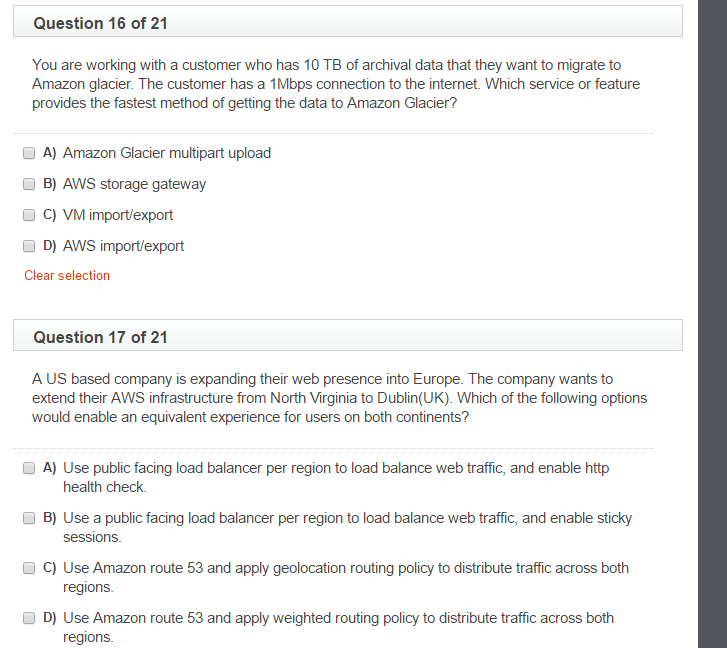 Question 16 of 21
You are working with a customer who has 10 TB of archival data that they want to migrate to
Amazon glacier. The customer has a 1Mbps connection to the internet. Which service or feature
provides the fastest method of getting the data to Amazon Glacier?
A) Amazon Glacier multipart upload
B) AWS storage gateway
C) VM import/export
D) AWS import/export
Clear selection
Question 17 of 21
A US based company is expanding their web presence into Europe. The company wants to
extend their AWS infrastructure from North Virginia to Dublin(UK). Which of the following options
would enable an equivalent experience for users on both continents?
A) Use public facing load balancer per region to load balance web traffic, and enable http
health check.
B) Use a public facing load balancer per region to load balance web traffic, and enable sticky
sessions.
C) Use Amazon route 53 and apply geolocation routing policy to distribute traffic across both
regions.
D) Use Amazon route 53 and apply weighted routing policy to distribute traffic across both
regions.